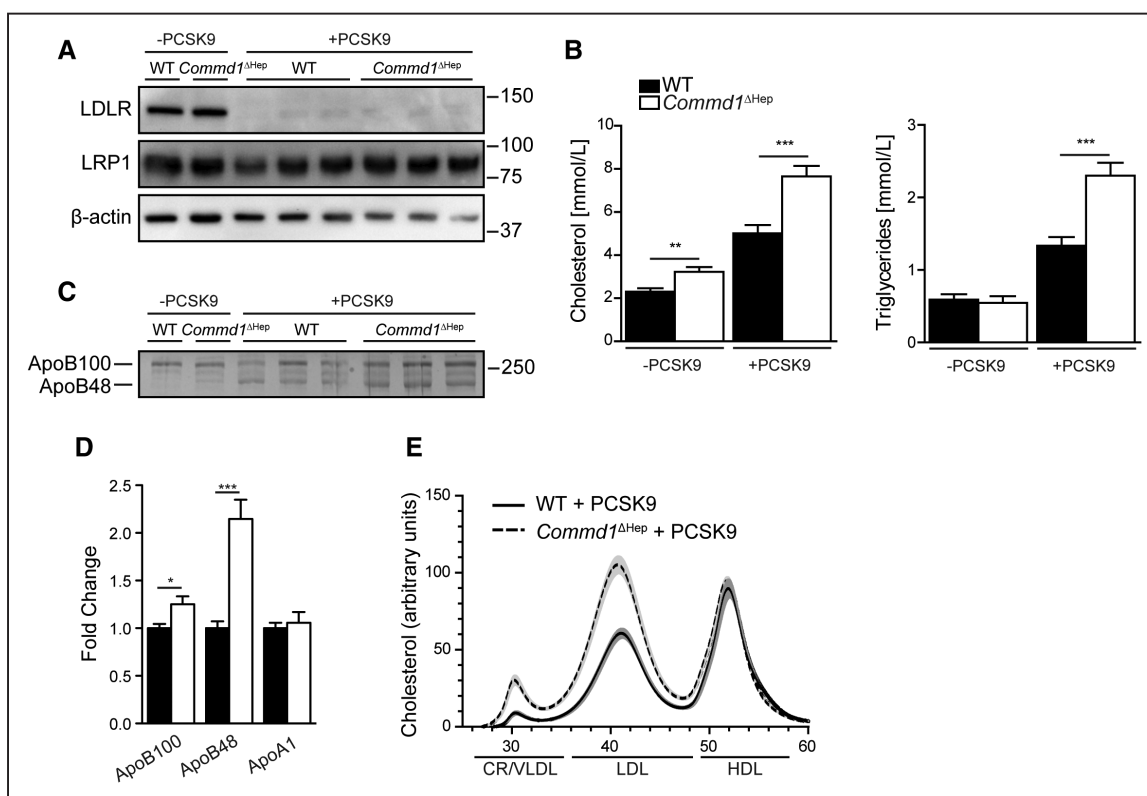 A
-PCSK9 +PCSK9
WT Commd1ΔHep WT Commd1ΔHep
LDLR
150
LRP1
100
75
β-actin
37
B
WT
Commd1ΔHep
Cholesterol [mmol/L]
10
8
6
4
2
**
***
-PCSK9 +PCSK9
Triglycerides [mmol/L]
3
2
1
0
***
-PCSK9 +PCSK9
C
-PCSK9 +PCSK9
WT Commd1ΔHep WT Commd1ΔHep
ApoB100
250
ApoB48
D
Fold Change
2.5
2.0
1.5
1.0
0.5
0.0
*
***
ApoB100 ApoB48 ApoA1
E
WT + PCSK9
Commd1ΔHep + PCSK9
Cholesterol (arbitrary units)
150
100
50
0
30 40 50 60
CR/VLDL LDL HDL